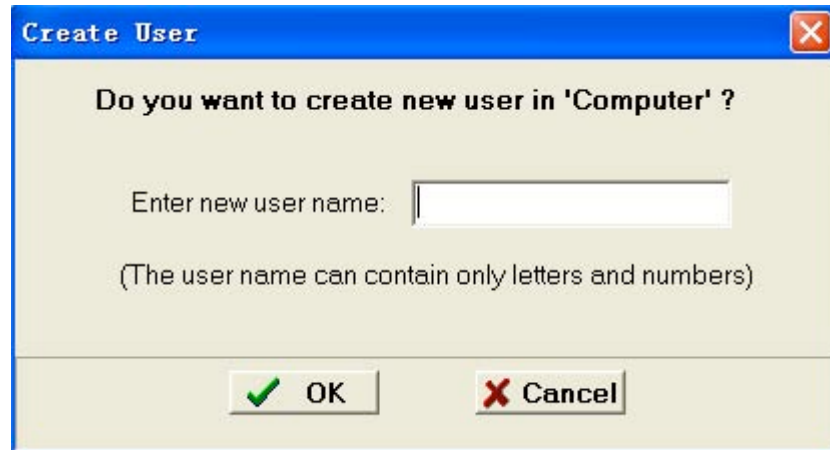 Create User
Do you want to create new user in 'Computer' ?
Enter new user name:
(The user name can contain only letters and numbers)
OK
Cancel